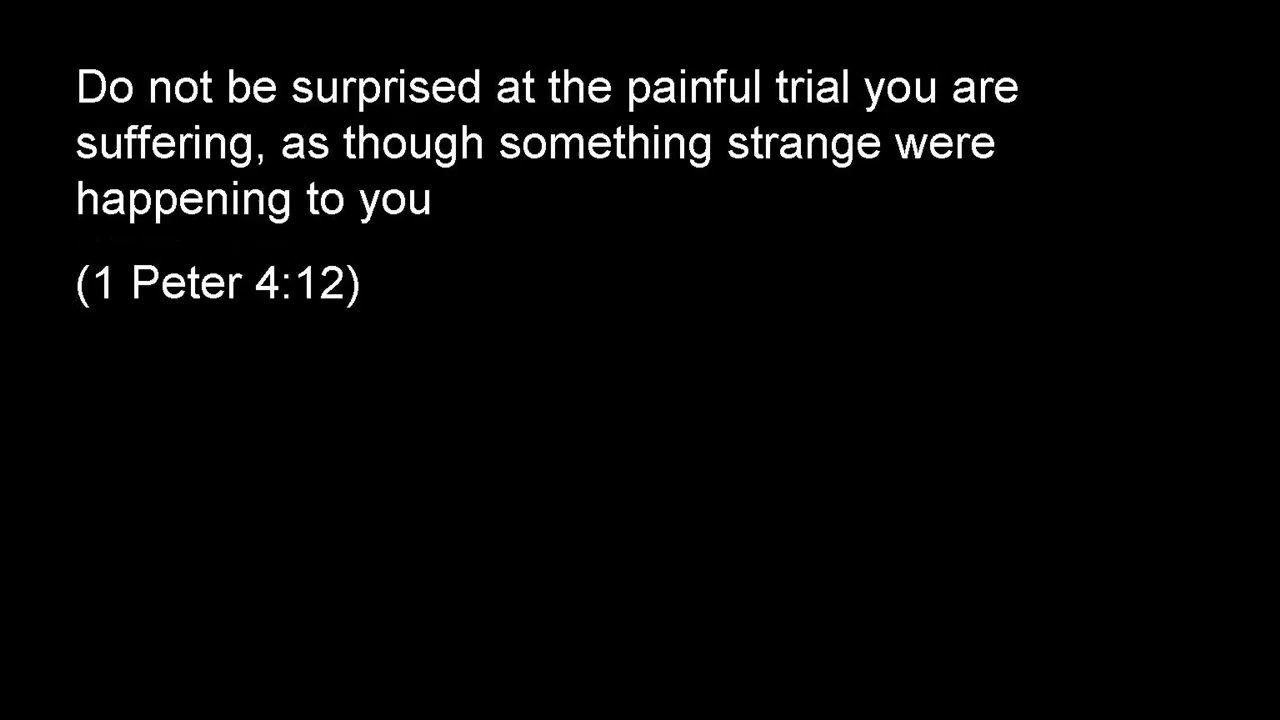 Do not be surprised at the painful trial you are
suffering, as though something strange were
happening to you
(1 Peter 4:12)